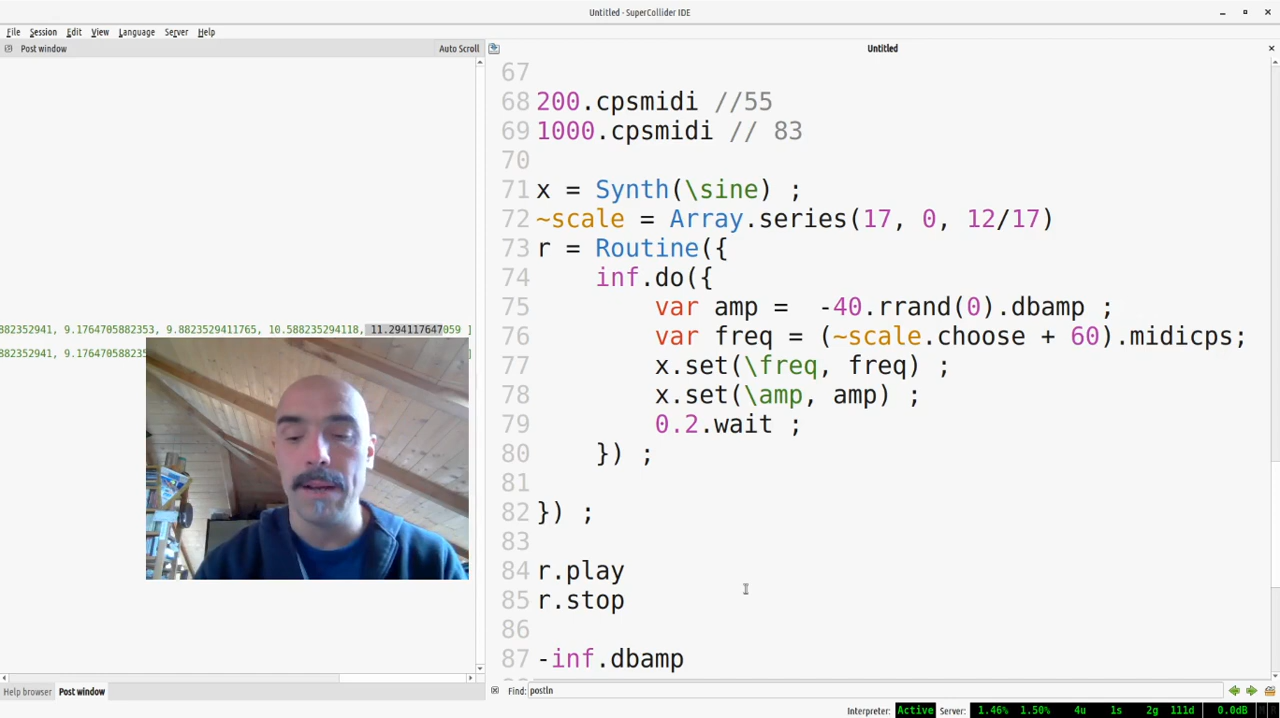 Untitled - SuperCollider IDE
File Session Edit View Language Server Help
Post window Auto Scroll
Untitled
882352941, 9.1764705882353, 9.8823529411765, 10.588235294118, 11.294117647059 ]
882352941, 9.17647058823
]
67
68 200.cpsmidi //55
69 1000.cpsmidi // 83
70
71 x = Synth(\sine) ;
72 ~scale = Array.series(17, 0, 12/17)
73 r = Routine({
74 inf.do({
75 var amp = -40.rrand(0).dbamp ;
76 var freq = (~scale.choose + 60).midicps;
77 x.set(\freq, freq) ;
78 x.set(\amp, amp) ;
79 0.2.wait ;
80 }) ;
81
82 }) ;
83
84 r.play
85 r.stop
86
87 -inf.dbamp
Help browser Post window
Find: postln
Interpreter: Active Server: 1.46% 1.50% 4u 1s 2g 111d 0.0dB